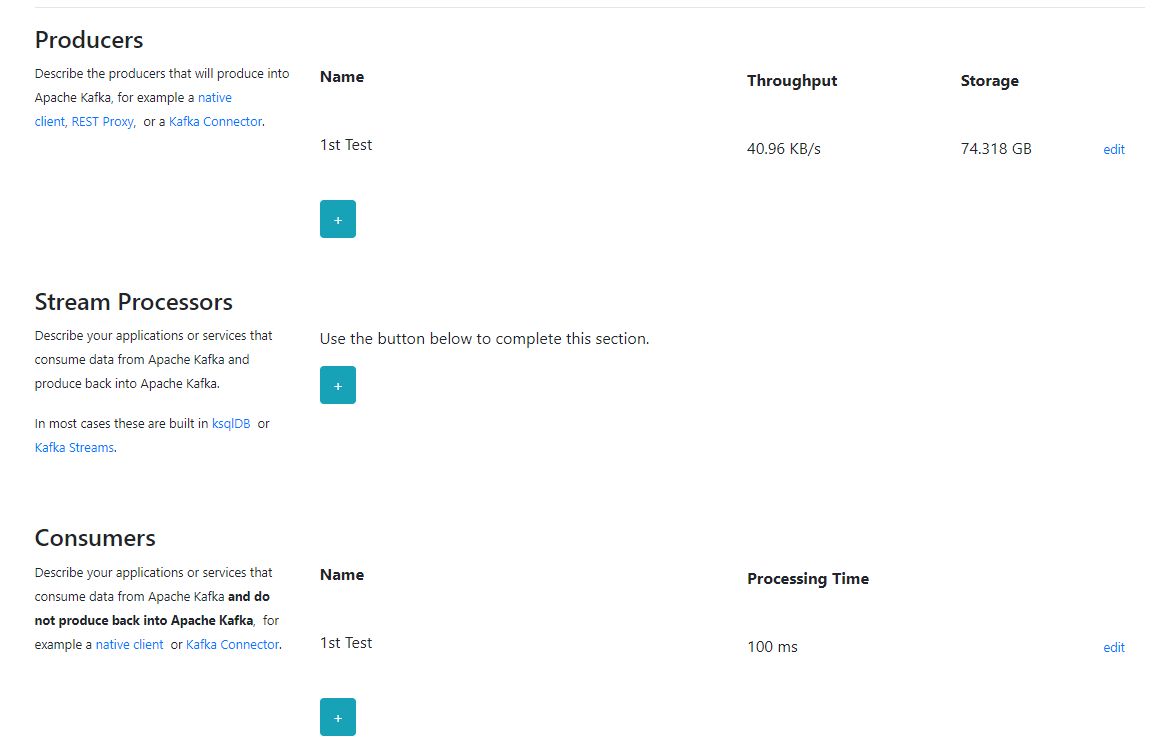 Producers
Describe the producers that will produce into
Apache Kafka, for example a native
client, REST Proxy, or a Kafka Connector.
Name
Throughput
Storage
1st Test
40.96 KB/s
74.318 GB
edit
+
Stream Processors
Describe your applications or services that
consume data from Apache Kafka and
produce back into Apache Kafka.
In most cases these are built in ksqlDB or
Kafka Streams.
Use the button below to complete this section.
+
Consumers
Describe your applications or services that
consume data from Apache Kafka and do
not produce back into Apache Kafka, for
example a native client or Kafka Connector.
Name
Processing Time
1st Test
100 ms
edit
+